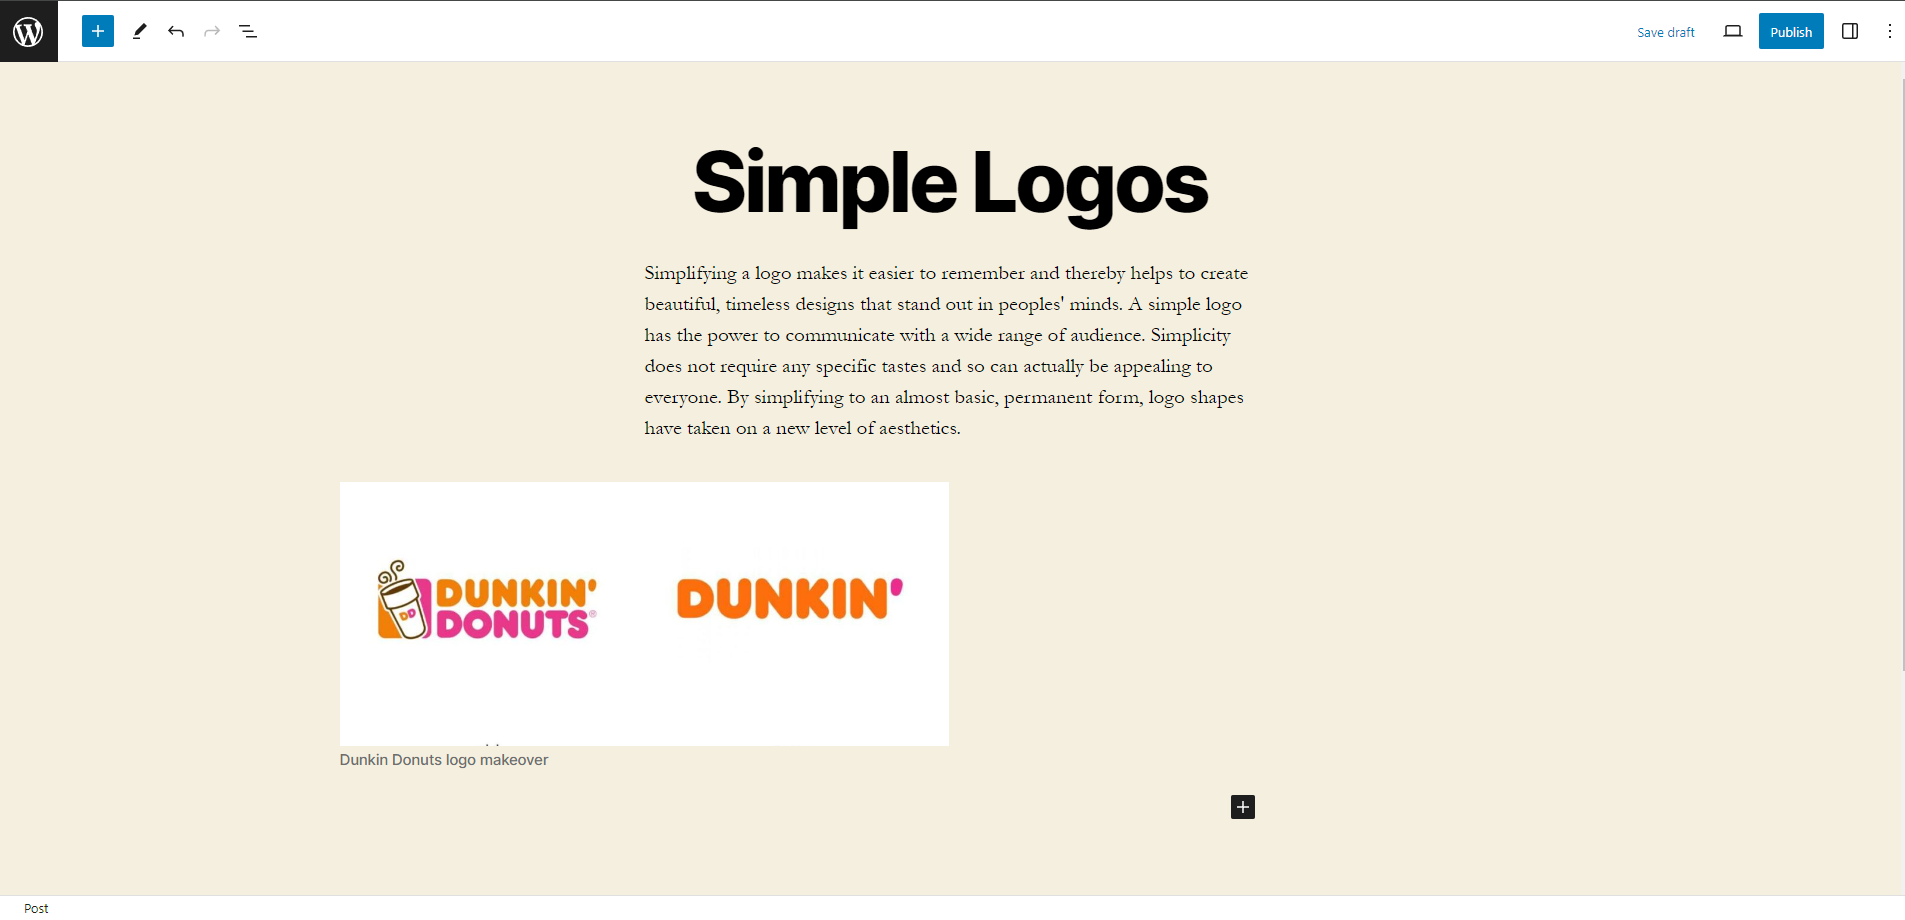 Save draft
Publish
Simple Logos
Simplifying a logo makes it easier to remember and thereby helps to create
beautiful, timeless designs that stand out in peoples' minds. A simple logo
has the power to communicate with a wide range of audience. Simplicity
does not require any specific tastes and so can actually be appealing to
everyone. By simplifying to an almost basic, permanent form, logo shapes
have taken on a new level of aesthetics.
DD
DUNKIN'
DONUTS®
DUNKIN'
Dunkin Donuts logo makeover
Post